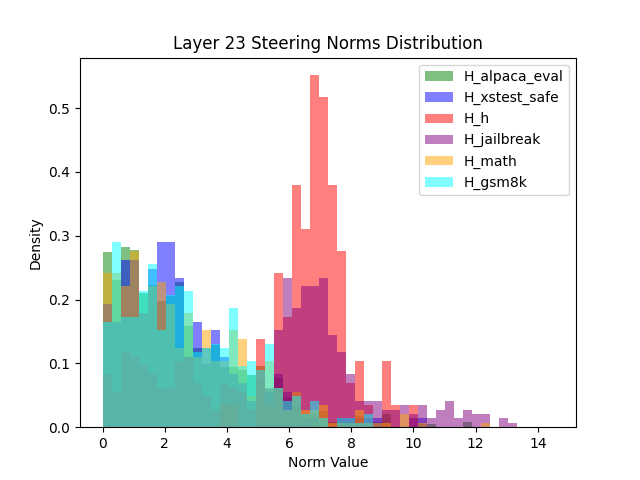 Layer 23 Steering Norms Distribution
H_alpaca_eval
H_xstest_safe
H_h
H_jailbreak
H_math
H_gsm8k
Density
0.5
0.4
0.3
0.2
0.1
0.0
0 2 4 6 8 10 12 14
Norm Value